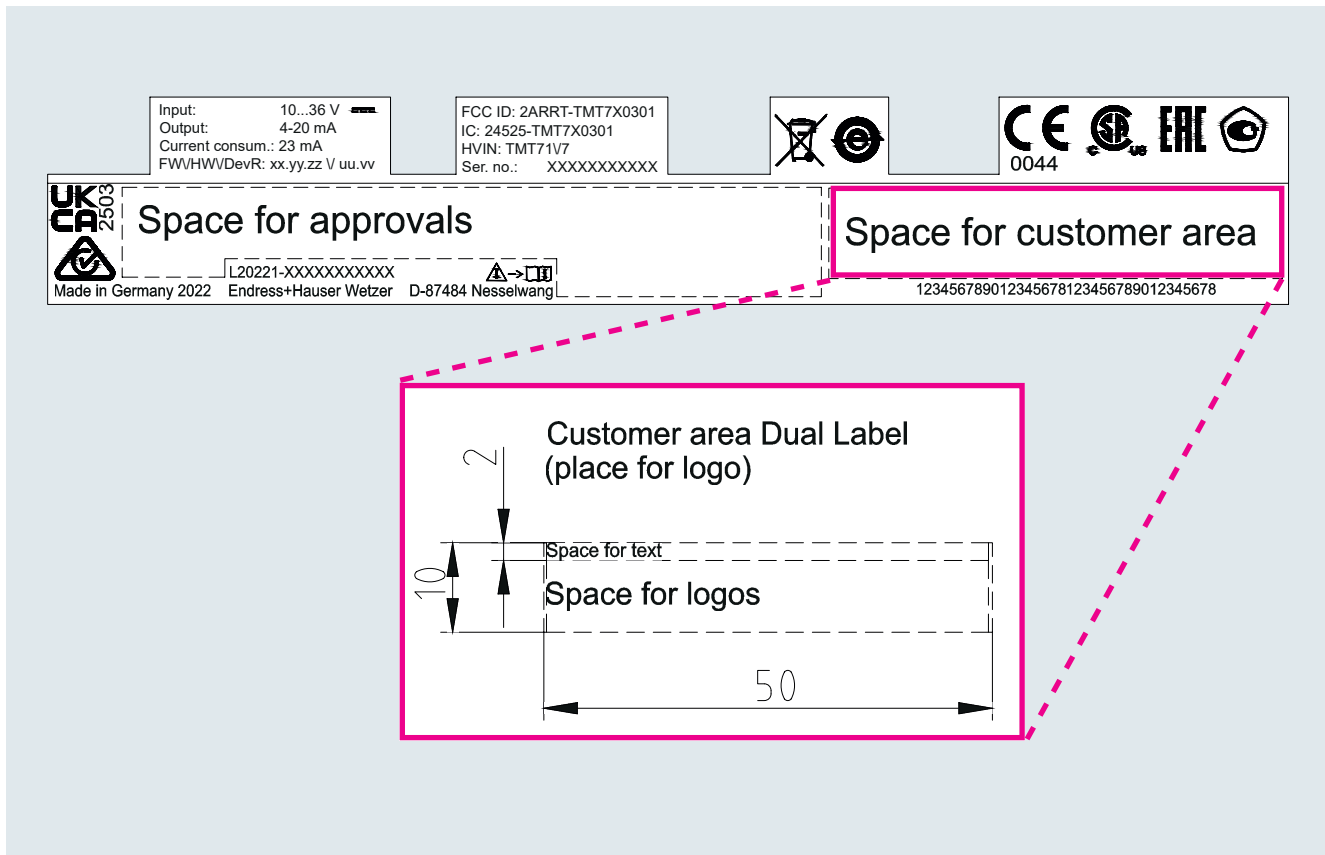 Input: 10...36 V
Output: 4-20 mA
Current consum.: 23 mA
FW\/HW\/DevR: xx.yy.zz \/ uu.vv
FCC ID: 2ARRT-TMT7X0301
IC: 24525-TMT7X0301
HVIN: TMT71\/7
Ser. no.: XXXXXXXXXXX
CE
0044
C SA US
EAC
UK
CA
2503
Space for approvals
Space for customer area
L20221-XXXXXXXXXXX
Made in Germany 2022 Endress+Hauser Wetzer D-87484 Nesselwang
123456789012345678123456789012345678
Customer area Dual Label
(place for logo)
2
Space for text
10
Space for logos
50